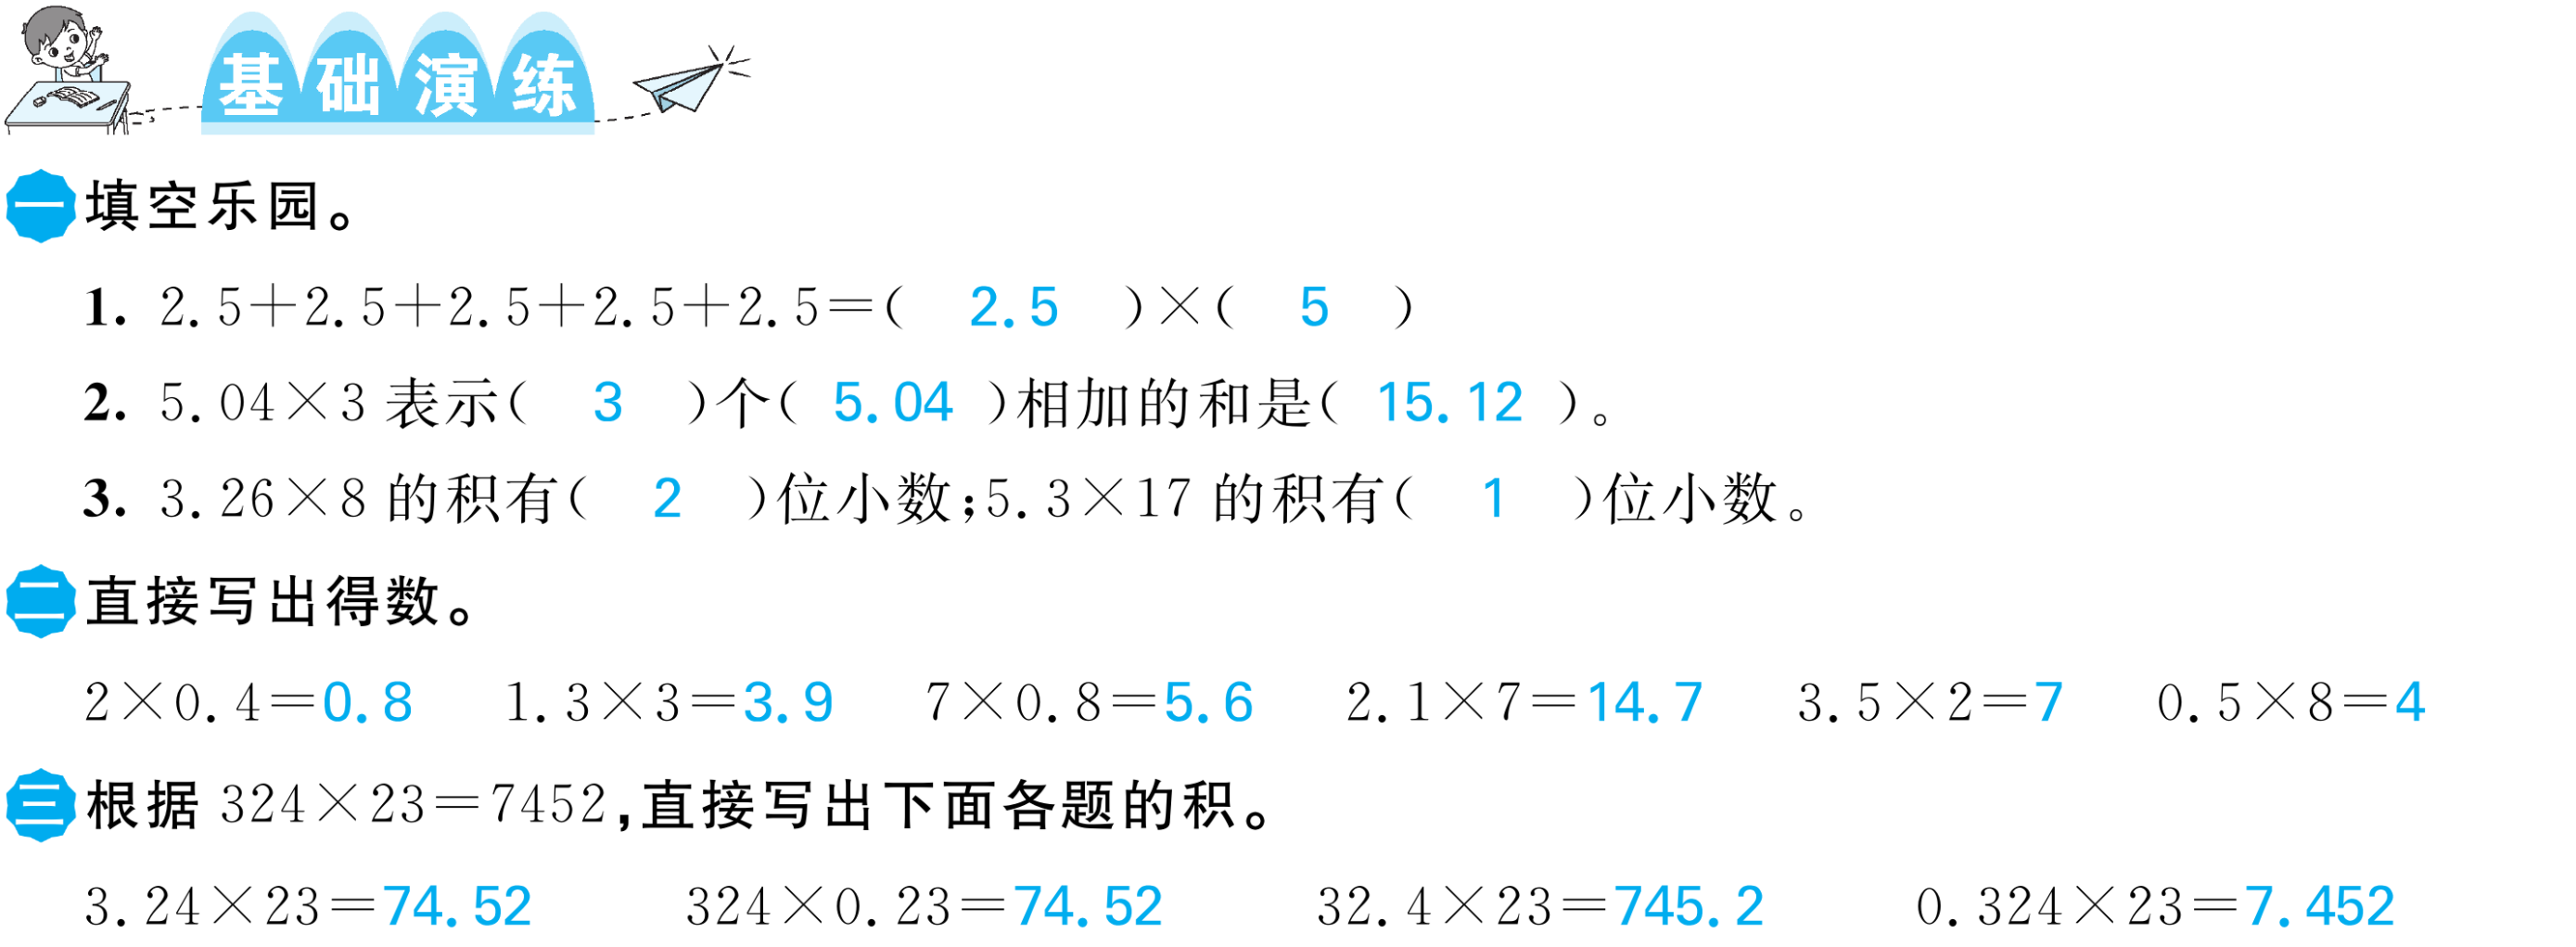 基础演练
一 填空乐园。
1. 2.5+2.5+2.5+2.5+2.5=( 2.5 )×( 5 )
2. 5.04×3 表示( 3 )个( 5.04 )相加的和是( 15.12 )。
3. 3.26×8 的积有( 2 )位小数;5.3×17 的积有( 1 )位小数。
二 直接写出得数。
2×0.4=0.8 1.3×3=3.9 7×0.8=5.6 2.1×7=14.7 3.5×2=7 0.5×8=4
三 根据 324×23=7452,直接写出下面各题的积。
3.24×23=74.52 324×0.23=74.52 32.4×23=745.2 0.324×23=7.452